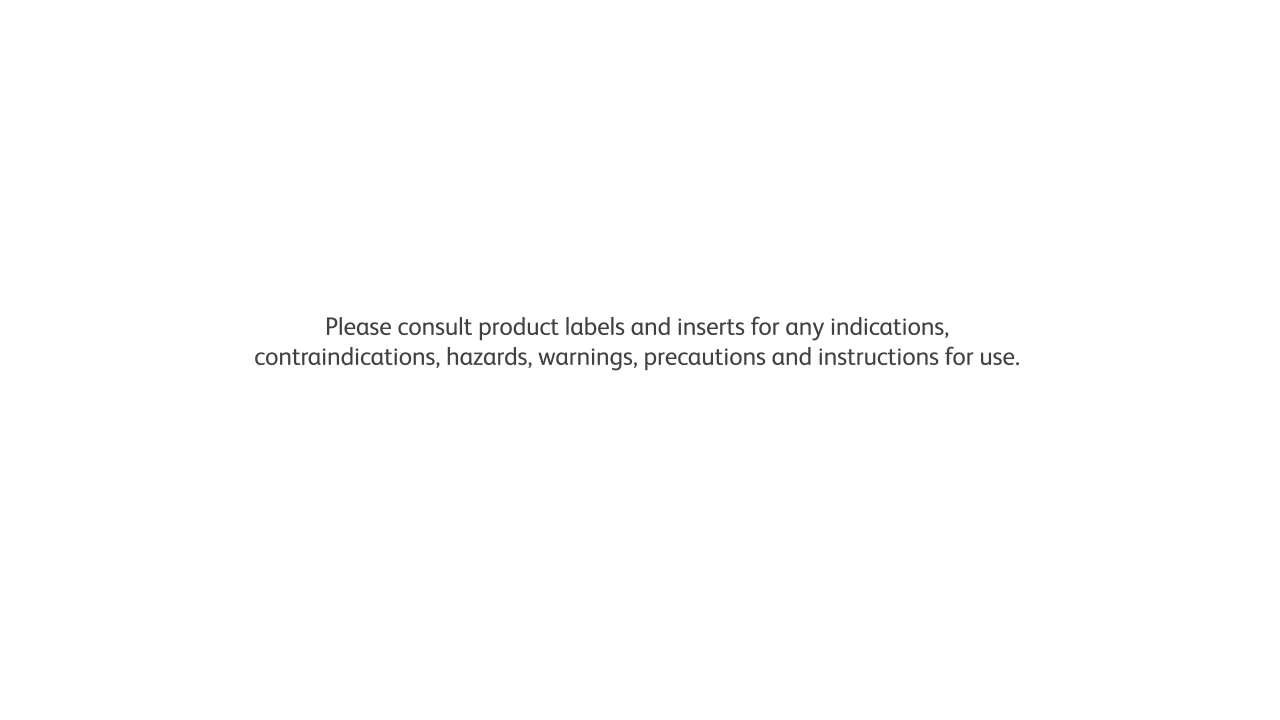 Please consult product labels and inserts for any indications,
contraindications, hazards, warnings, precautions and instructions for use.